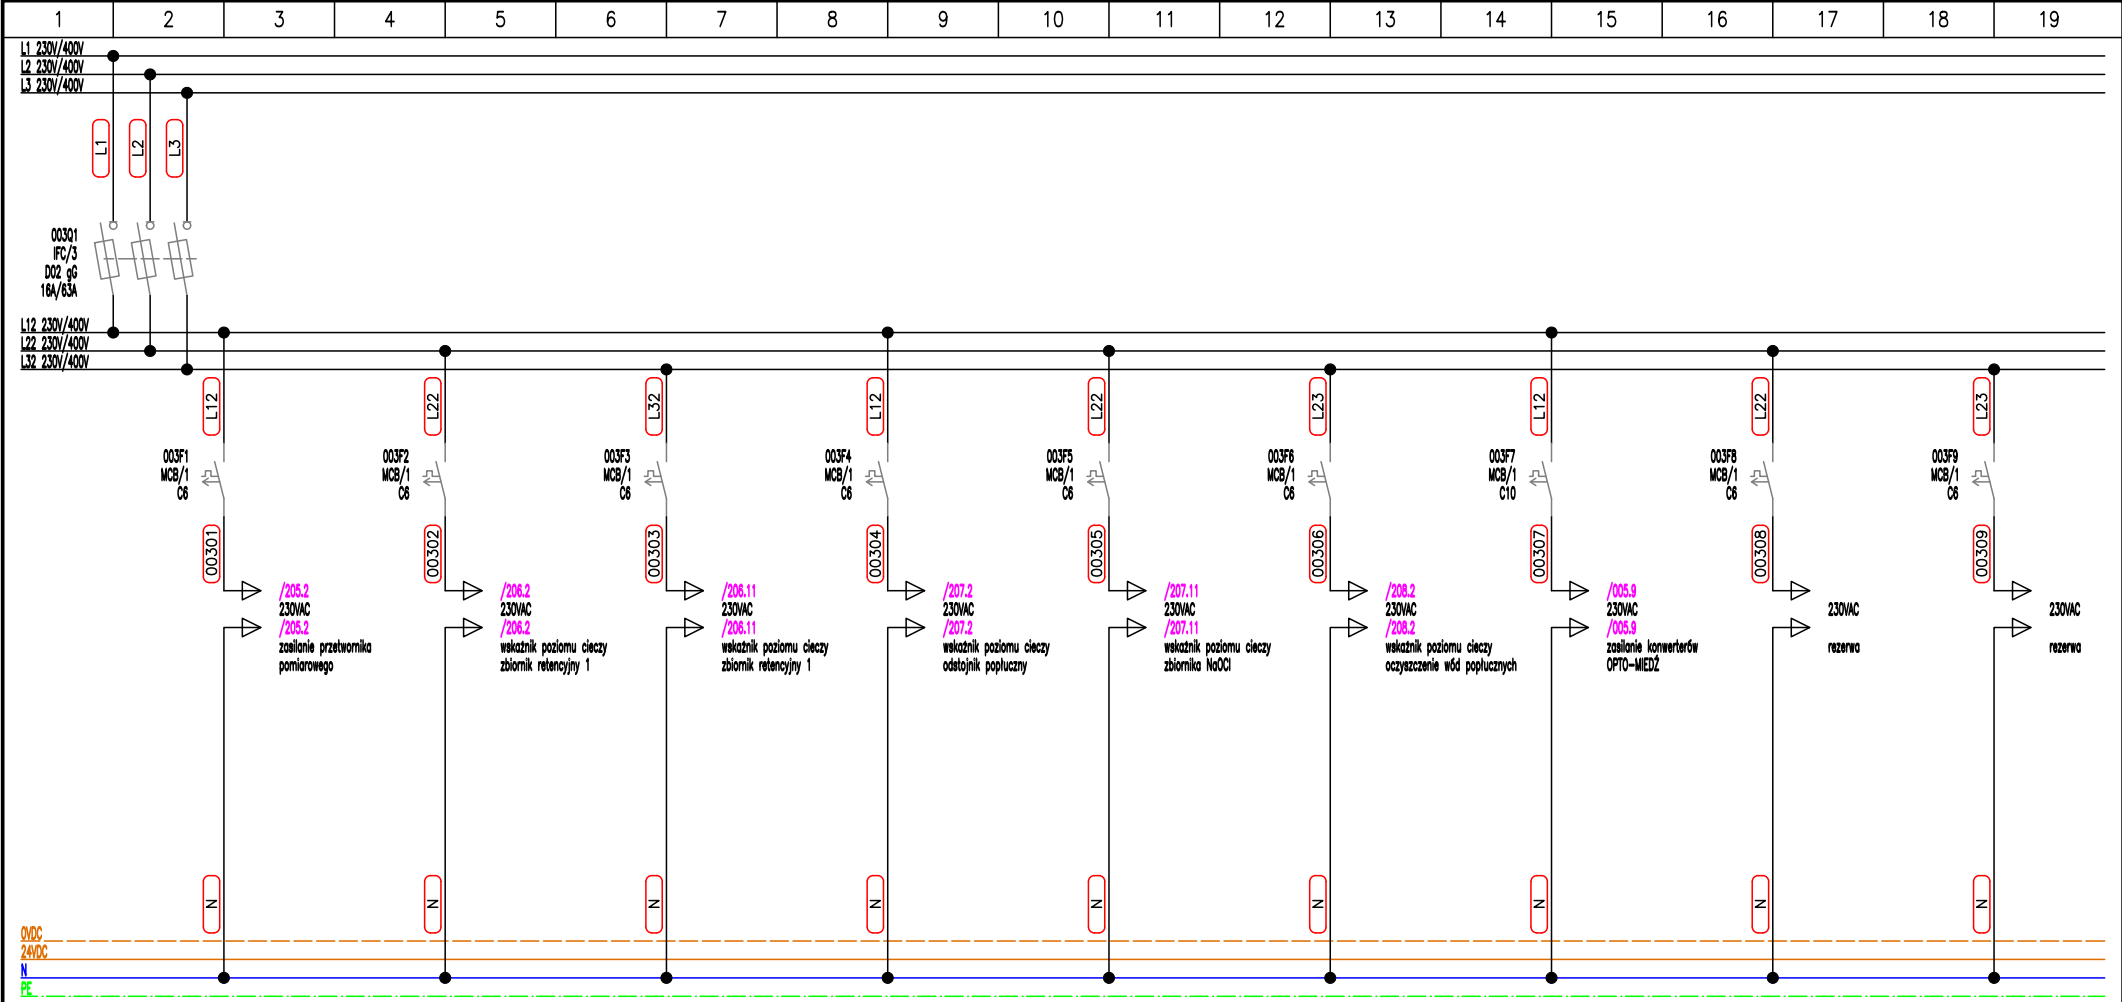 1 2 3 4 5 6 7 8 9 10 11 12 13 14 15 16 17 18 19
L1 230V/400V
L2 230V/400V
L3 230V/400V
L1 L2 L3
003Q1
IFC/3
D02 gG
16A/63A
L12 230V/400V
L22 230V/400V
L32 230V/400V
L12 L22 L32 L12 L22 L23 L12 L22 L23
003F1
MCB/1
C6
003F2
MCB/1
C6
003F3
MCB/1
C6
003F4
MCB/1
C6
003F5
MCB/1
C6
003F6
MCB/1
C6
003F7
MCB/1
C10
003F8
MCB/1
C6
003F9
MCB/1
C6
00301 00302 00303 00304 00305 00306 00307 00308 00309
/205.2
230VAC
/205.2
zasilanie przetwornika
pomiarowego
/206.2
230VAC
/206.2
wskaźnik poziomu cieczy
zbiornik retencyjny 1
/206.11
230VAC
/206.11
wskaźnik poziomu cieczy
zbiornik retencyjny 1
/207.2
230VAC
/207.2
wskaźnik poziomu cieczy
odstojnik popłuczny
/207.11
230VAC
/207.11
wskaźnik poziomu cieczy
zbiornika NaOCl
/208.2
230VAC
/208.2
wskaźnik poziomu cieczy
oczyszczenie wód popłucznych
/005.9
230VAC
/005.9
zasilanie konwerterów
OPTO-MIEDŹ
230VAC
rezerwa
230VAC
rezerwa
N N N N N N N N N
0VDC
24VDC
N
PE